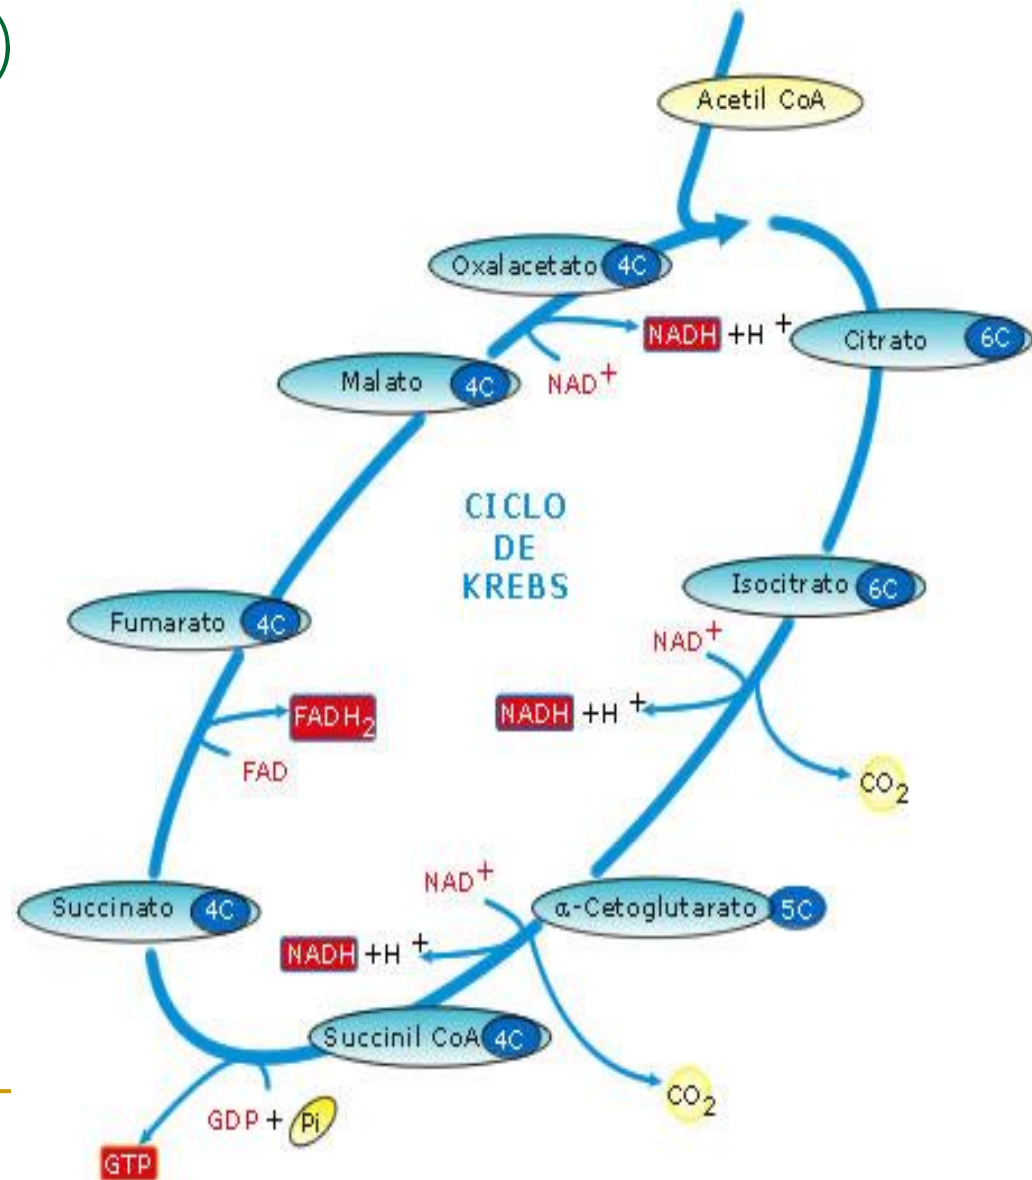 Acetil CoA
Oxalacetato 4C
NADH +H +
Citrato 6C
Malato 4C
NAD+
CICLO
DE
KREBS
Isocitrato 6C
Fumarato 4C
NAD+
NADH +H +
FADH2
FAD
CO2
NAD+
Succinato 4C
α-Cetoglutarato 5C
NADH +H +
Succinil CoA 4C
CO2
GDP + Pi
GTP